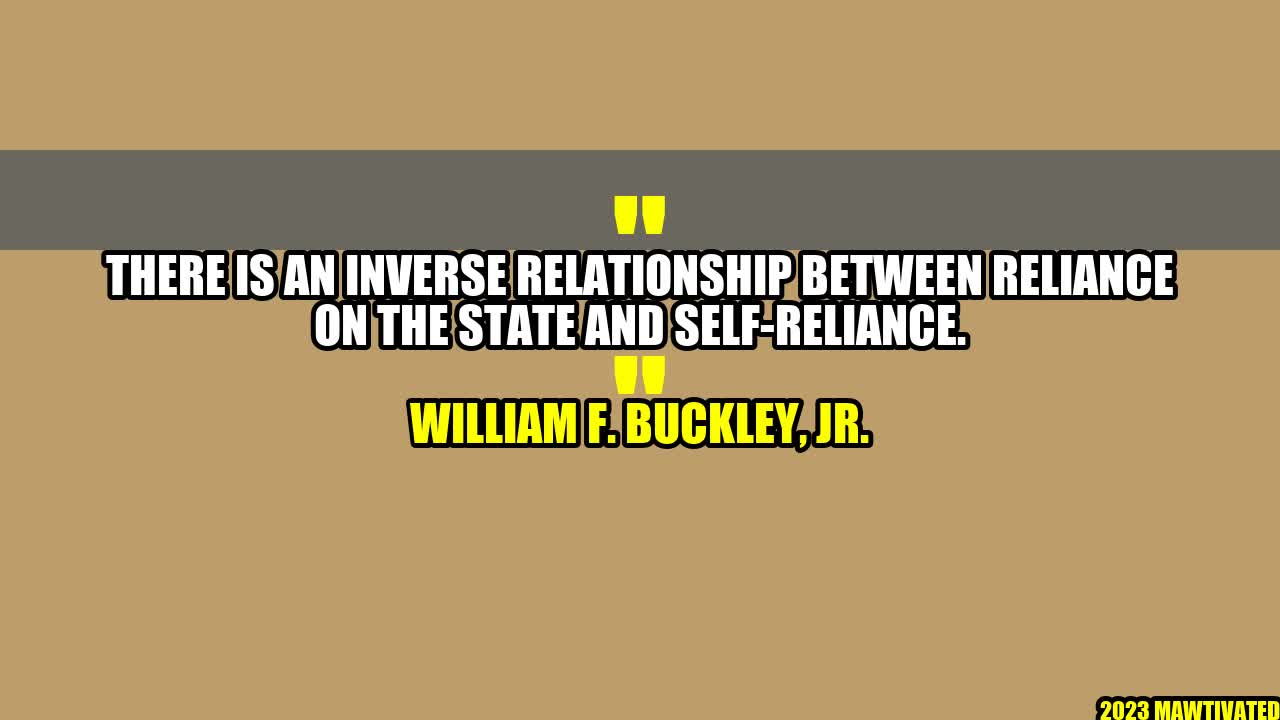 "
THERE IS AN INVERSE RELATIONSHIP BETWEEN RELIANCE
ON THE STATE AND SELF-RELIANCE.
"
WILLIAM F. BUCKLEY, JR.
2023 MAWTIVATED